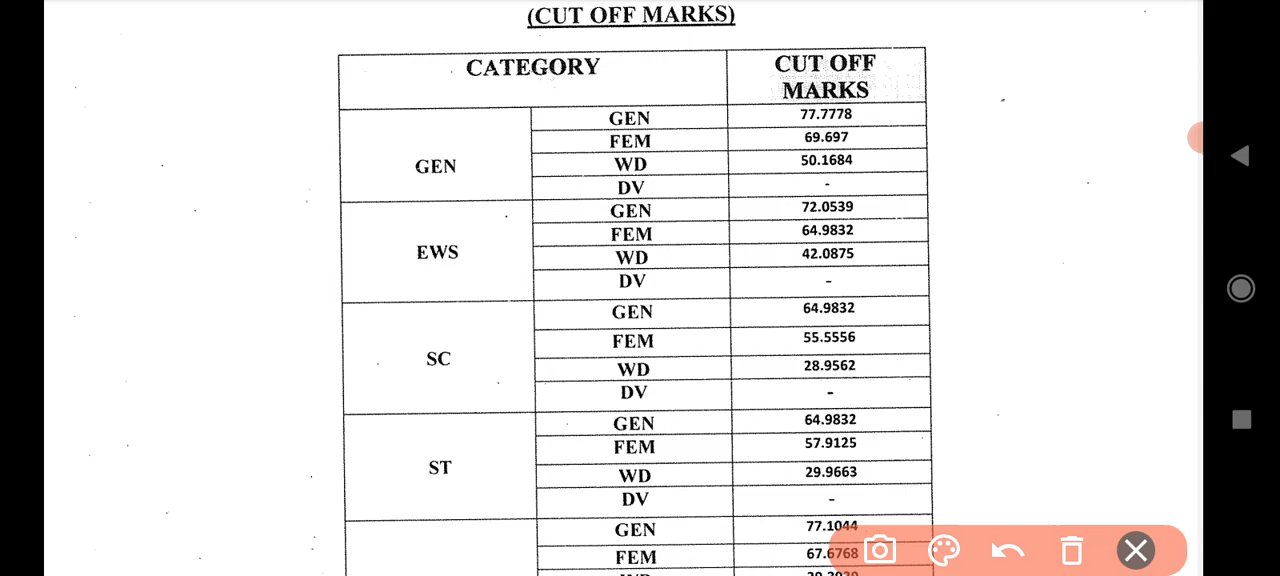 (CUT OFF MARKS)
CATEGORY CUT OFF MARKS
GEN GEN 77.7778
FEM 69.697
WD 50.1684
DV -
EWS GEN 72.0539
FEM 64.9832
WD 42.0875
DV -
SC GEN 64.9832
FEM 55.5556
WD 28.9562
DV -
ST GEN 64.9832
FEM 57.9125
WD 29.9663
DV -
GEN 77.1044
FEM 67.6768